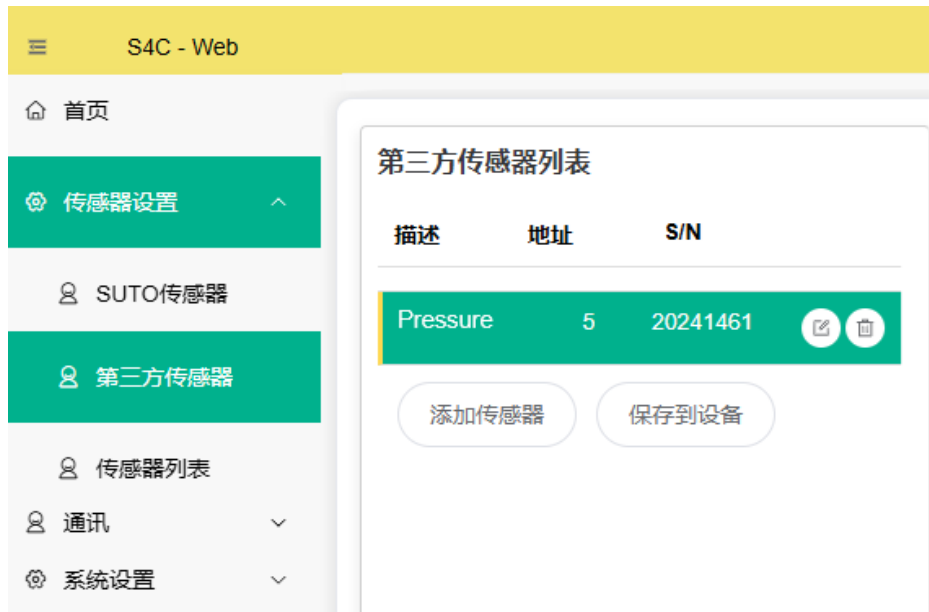 S4C - Web
首页
传感器设置
SUTO传感器
第三方传感器
传感器列表
通讯
系统设置
第三方传感器列表
描述 地址 S/N
Pressure 5 20241461
添加传感器 保存到设备